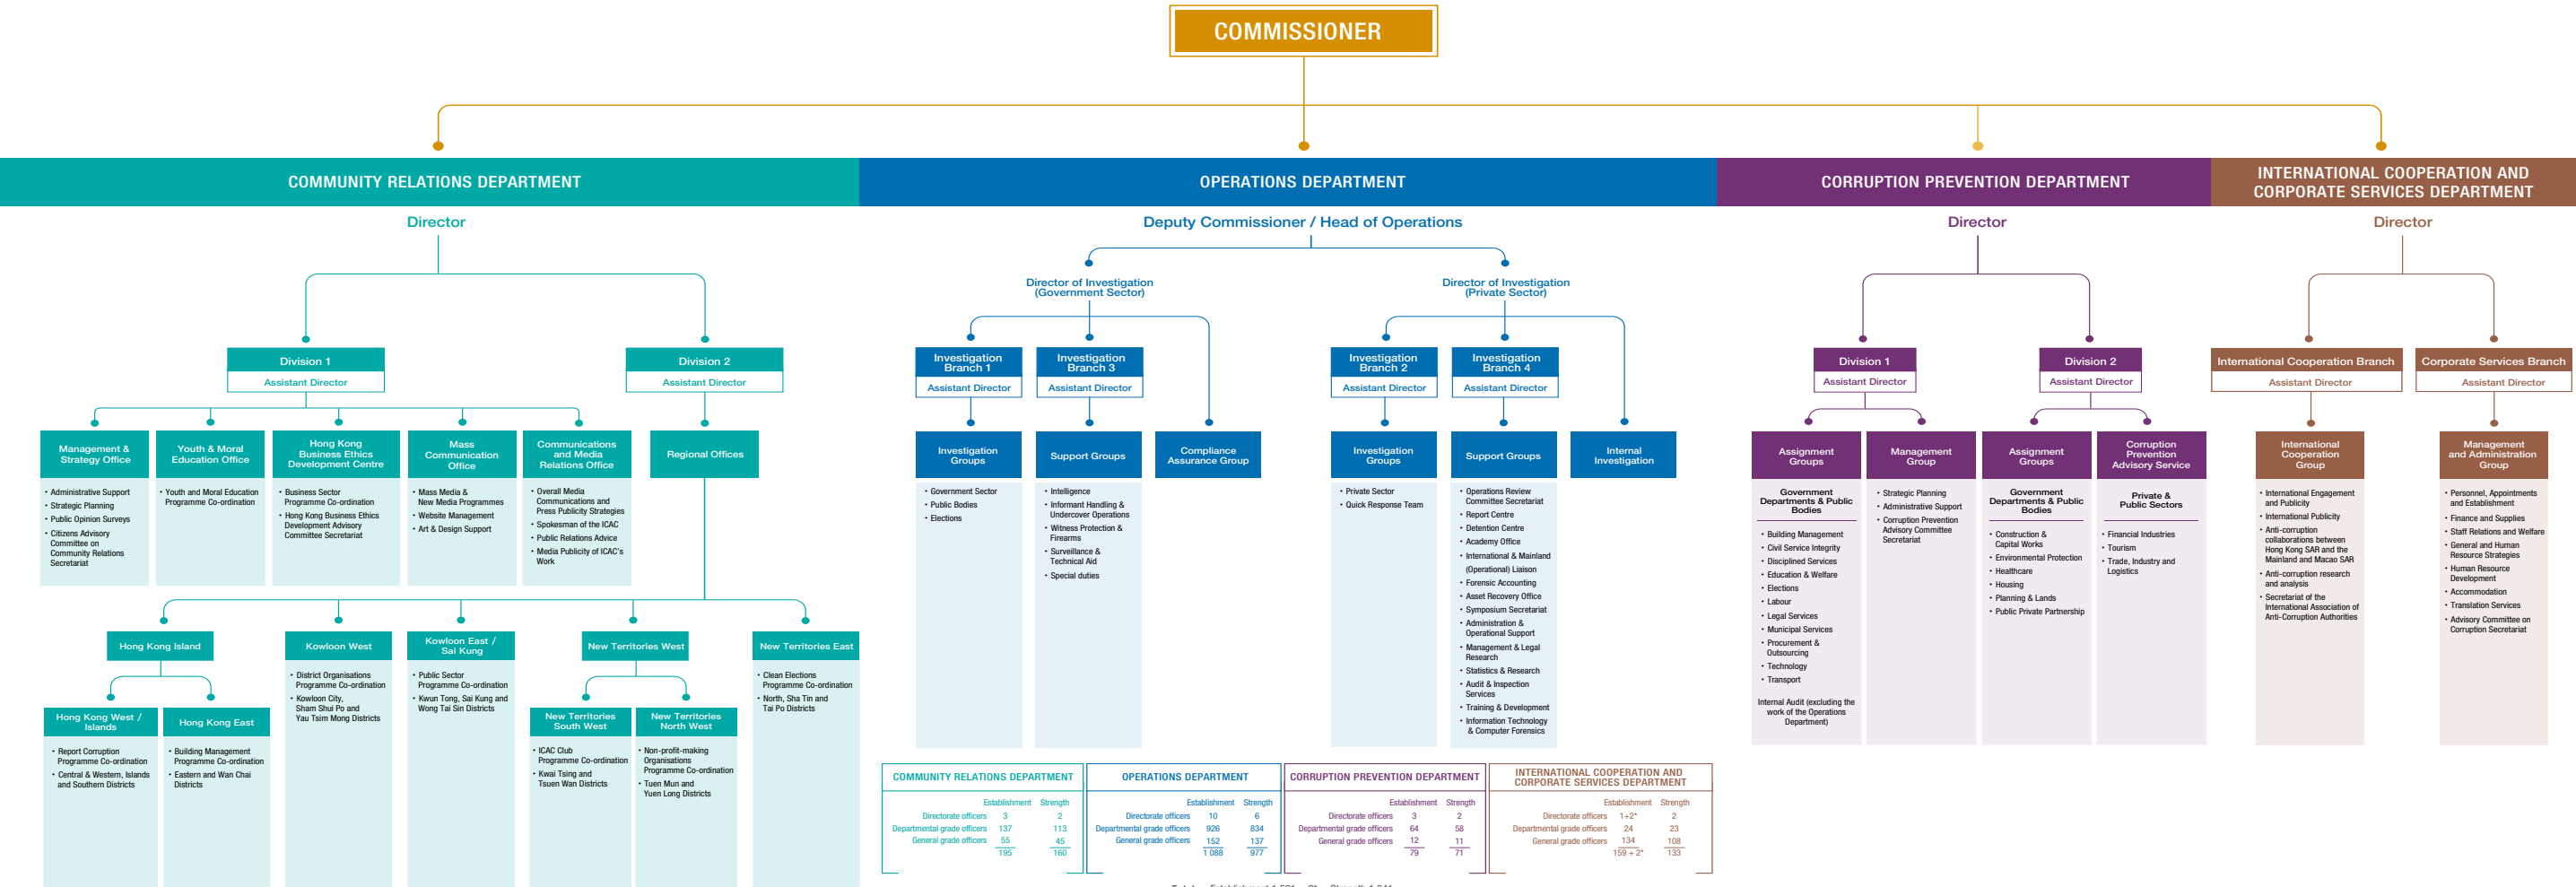 COMMISSIONER
COMMUNITY RELATIONS DEPARTMENT
Director
Division 1
Assistant Director
Division 2
Assistant Director
Management &
Strategy Office
• Administrative Support
• Strategic Planning
• Public Opinion Surveys
• Citizens Advisory
Committee on
Community Relations
Secretariat
Youth & Moral
Education Office
• Youth and Moral Education
Programme Co-ordination
Hong Kong
Business Ethics
Development Centre
• Business Sector
Programme Co-ordination
• Hong Kong Business Ethics
Development Advisory
Committee Secretariat
Mass
Communication
Office
• Mass Media &
New Media Programmes
• Website Management
• Art & Design Support
Communications
and Media
Relations Office
• Overall Media
Communications and
Press Publicity Strategies
• Spokesman of the ICAC
• Public Relations Advice
• Media Publicity of ICAC's
Work
Regional Offices
Hong Kong Island
Hong Kong West /
Islands
• Report Corruption
Programme Co-ordination
• Central & Western, Islands
and Southern Districts
Hong Kong East
• Building Management
Programme Co-ordination
• Eastern and Wan Chai
Districts
Kowloon West
• District Organisations
Programme Co-ordination
• Kowloon City,
Sham Shui Po and
Yau Tsim Mong Districts
Kowloon East /
Sai Kung
• Public Sector
Programme Co-ordination
• Kwun Tong, Sai Kung and
Wong Tai Sin Districts
New Territories West
New Territories
South West
• ICAC Club
Programme Co-ordination
• Kwai Tsing and
Tsuen Wan Districts
New Territories
North West
• Non-profit-making
Organisations
Programme Co-ordination
• Tuen Mun and
Yuen Long Districts
New Territories East
• Clean Elections
Programme Co-ordination
• North, Sha Tin and
Tai Po Districts
OPERATIONS DEPARTMENT
Deputy Commissioner / Head of Operations
Director of Investigation
(Government Sector)
Investigation
Branch 1
Assistant Director
Investigation
Groups
• Government Sector
• Public Bodies
• Elections
Investigation
Branch 3
Assistant Director
Support Groups
• Intelligence
• Informant Handling &
Undercover Operations
• Witness Protection &
Firearms
• Surveillance &
Technical Aid
• Special duties
Compliance
Assurance Group
Director of Investigation
(Private Sector)
Investigation
Branch 2
Assistant Director
Investigation
Groups
• Private Sector
• Quick Response Team
Investigation
Branch 4
Assistant Director
Support Groups
• Operations Review
Committee Secretariat
• Report Centre
• Detention Centre
• Academy Office
• International & Mainland
(Operational) Liaison
• Forensic Accounting
• Asset Recovery Office
• Symposium Secretariat
• Administration &
Operational Support
• Management & Legal
Research
• Statistics & Research
• Audit & Inspection
Services
• Training & Development
• Information Technology
& Computer Forensics
Internal
Investigation
CORRUPTION PREVENTION DEPARTMENT
Director
Division 1
Assistant Director
Assignment
Groups
Government
Departments & Public
Bodies
• Building Management
• Civil Service Integrity
• Disciplined Services
• Education & Welfare
• Elections
• Labour
• Legal Services
• Municipal Services
• Procurement &
Outsourcing
• Technology
• Transport
Internal Audit (excluding the
work of the Operations
Department)
Management
Group
• Strategic Planning
• Administrative Support
• Corruption Prevention
Advisory Committee
Secretariat
Division 2
Assistant Director
Assignment
Groups
Government
Departments & Public
Bodies
• Construction &
Capital Works
• Environmental Protection
• Healthcare
• Housing
• Planning & Lands
• Public Private Partnership
Corruption
Prevention
Advisory Service
Private &
Public Sectors
• Financial Industries
• Tourism
• Trade, Industry and
Logistics
INTERNATIONAL COOPERATION AND
CORPORATE SERVICES DEPARTMENT
Director
International Cooperation Branch
Assistant Director
International
Cooperation
Group
• International Engagement
and Publicity
• International Publicity
• Anti-corruption
collaborations between
Hong Kong SAR and the
Mainland and Macao SAR
• Anti-corruption research
and analysis
• Secretariat of the
International Association of
Anti-Corruption Authorities
Corporate Services Branch
Assistant Director
Management
and Administration
Group
• Personnel, Appointments
and Establishment
• Finance and Supplies
• Staff Relations and Welfare
• General and Human
Resource Strategies
• Human Resource
Development
• Accommodation
• Translation Services
• Advisory Committee on
Corruption Secretariat
COMMUNITY RELATIONS DEPARTMENT
Establishment Strength
Directorate officers 3 2
Departmental grade officers 137 113
General grade officers 55 45
195 160
OPERATIONS DEPARTMENT
Establishment Strength
Directorate officers 10 6
Departmental grade officers 926 834
General grade officers 152 137
1 088 977
CORRUPTION PREVENTION DEPARTMENT
Establishment Strength
Directorate officers 3 2
Departmental grade officers 64 58
General grade officers 12 11
79 71
INTERNATIONAL COOPERATION AND
CORPORATE SERVICES DEPARTMENT
Establishment Strength
Directorate officers 1+2* 2
Departmental grade officers 24 23
General grade officers 134 108
159 + 2* 133